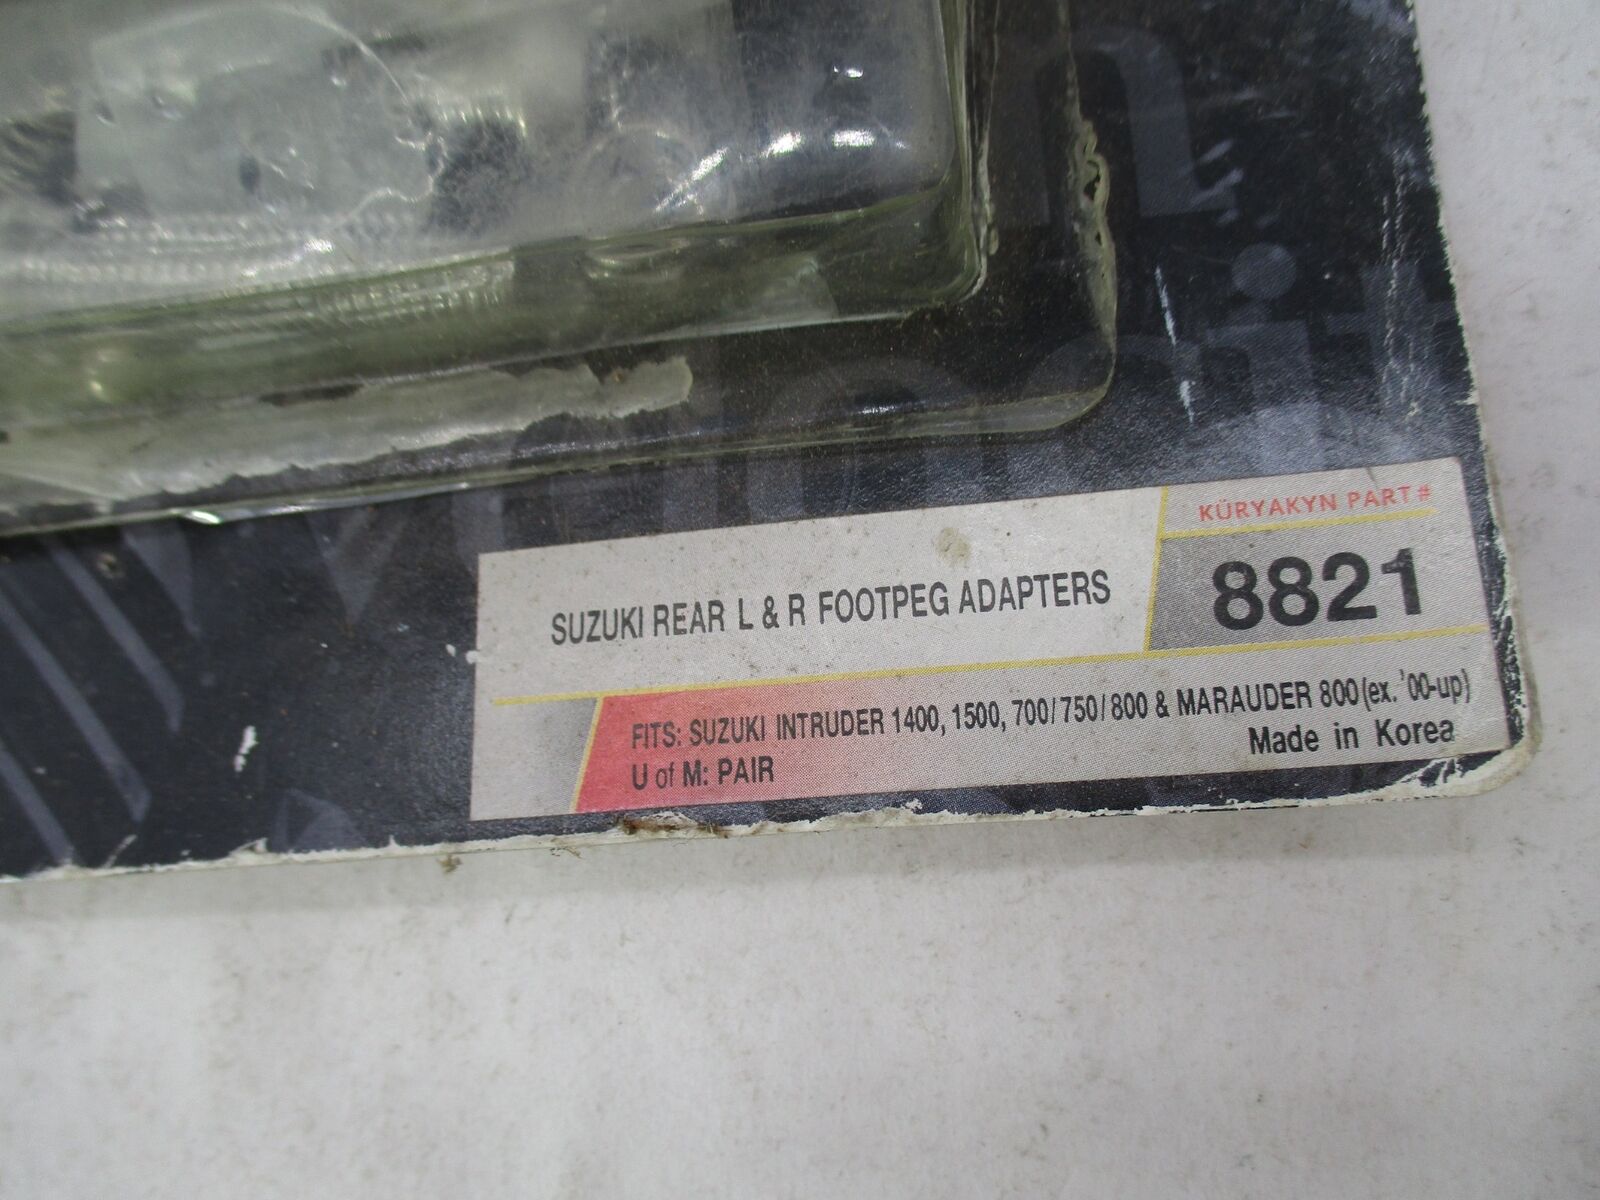 KÜRYAKYN PART#
SUZUKI REAR L & R FOOTPEG ADAPTERS
8821
FITS: SUZUKI INTRUDER 1400, 1500, 700/750/800 & MARAUDER 800 (ex. '00-up)
Made in Korea
U of M: PAIR